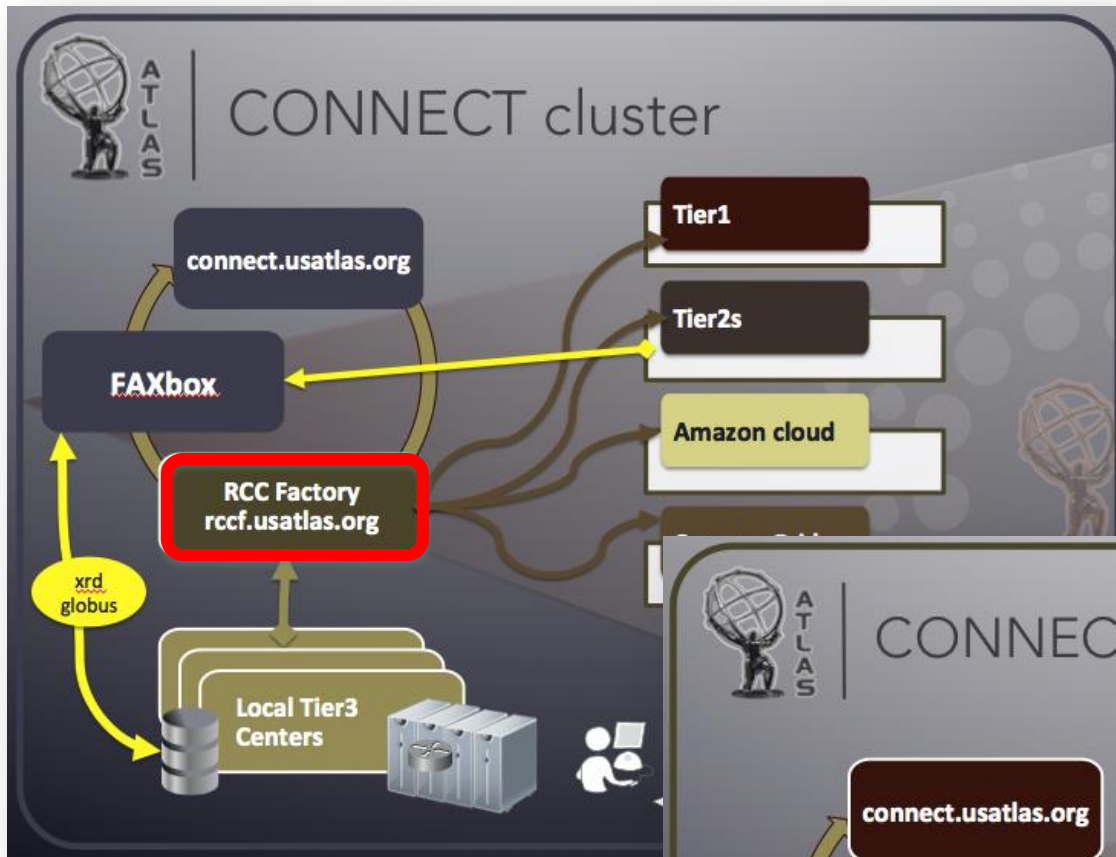 ATLAS
CONNECT cluster
connect.usatlas.org
FAXbox
RCC Factory
rccf.usatlas.org
xrd
globus
Local Tier3
Centers
Tier1
Tier2s
Amazon cloud
ATLAS
CONNEC
connect.usatlas.org